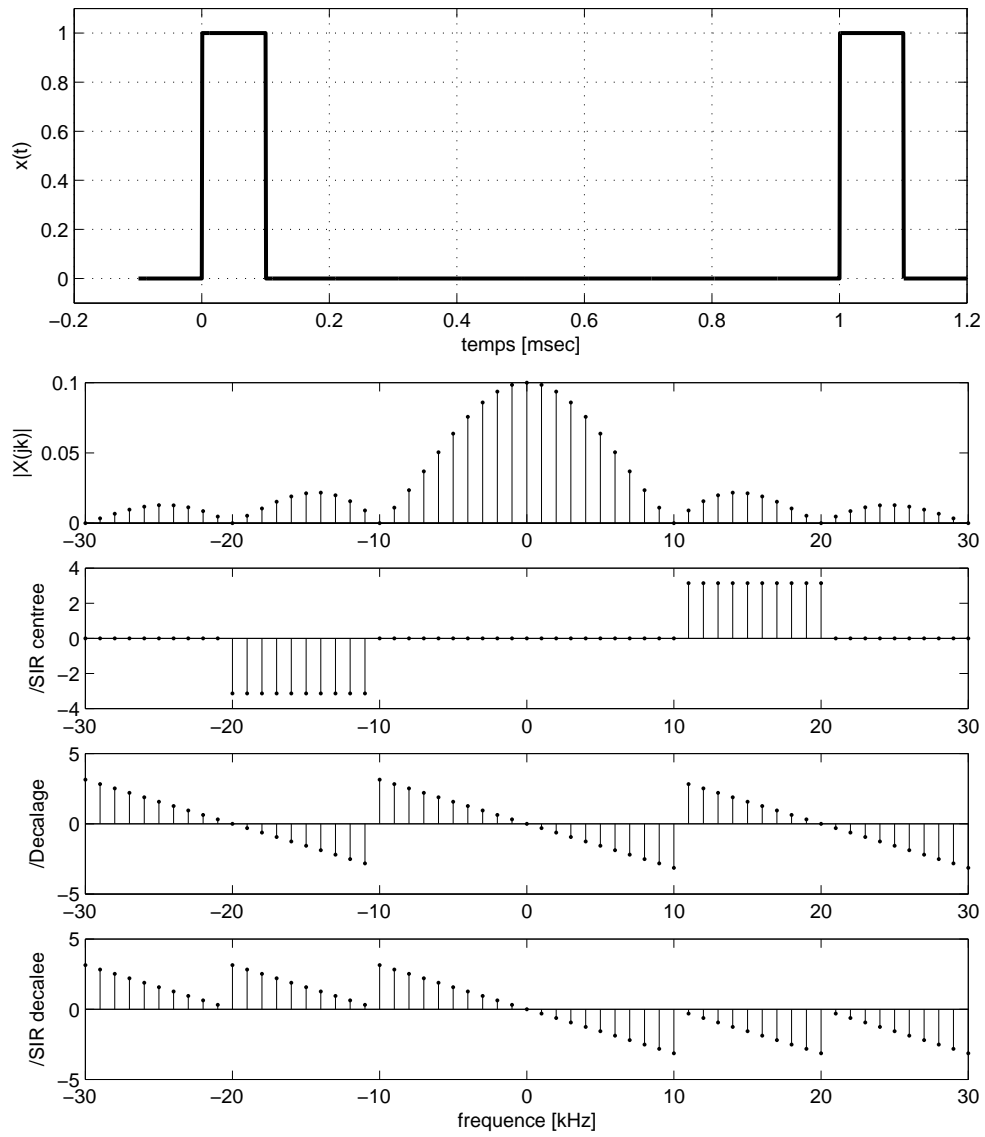 1
0.8
0.6
0.4
0.2
0
x(t)
−0.2 0 0.2 0.4 0.6 0.8 1 1.2
temps [msec]
0.1
0.05
0
|X(jk)|
−30 −20 −10 0 10 20 30
4
2
0
−2
−4
/SIR centree
−30 −20 −10 0 10 20 30
5
0
−5
/Decalage
−30 −20 −10 0 10 20 30
5
0
−5
/SIR decalee
−30 −20 −10 0 10 20 30
frequence [kHz]